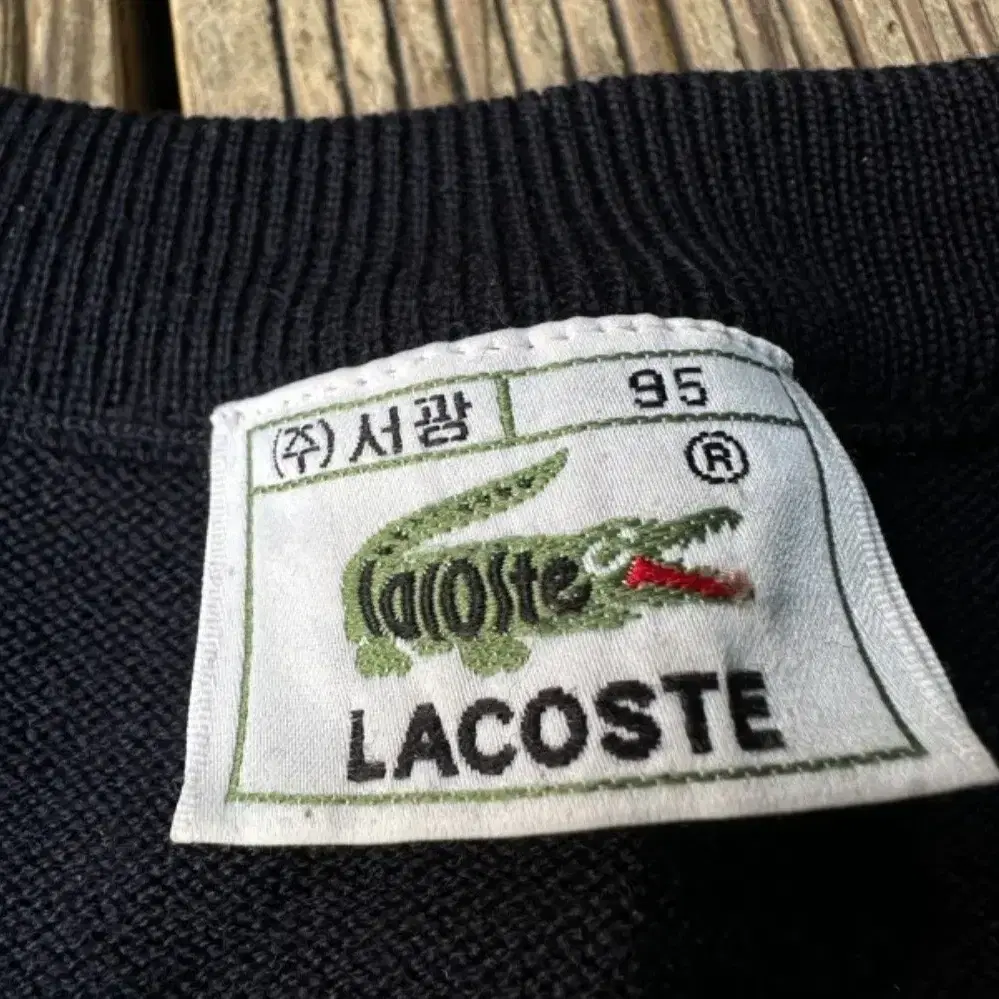 (주)서광 95
®
lacoste
LACOSTE